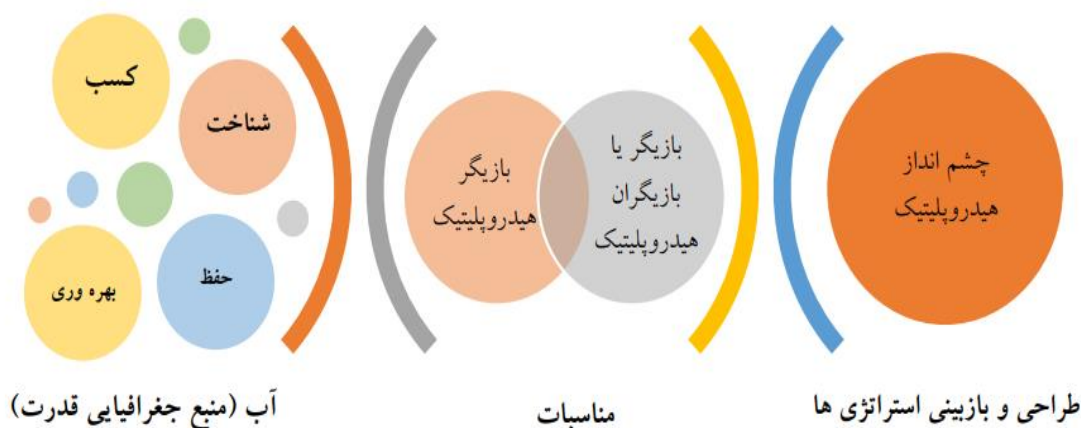 کسب
شناخت
حفظ
بهره وری
بازیگر
هیدروپلیتیک
بازیگر یا
بازیگران
هیدروپلیتیک
چشم انداز
هیدروپلیتیک
آب (منبع جغرافیایی قدرت)
مناسبات
طراحی و بازبینی استراتژی ها